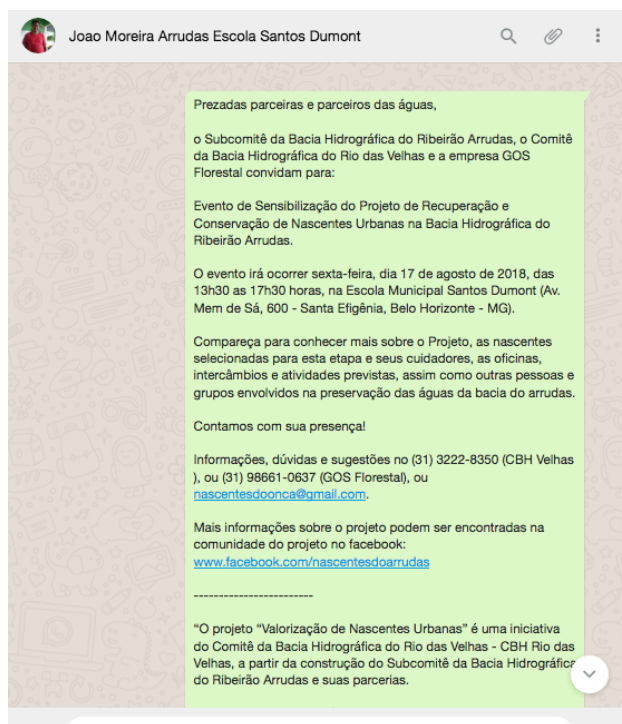 Joao Moreira Arrudas Escola Santos Dumont
Prezadas parceiras e parceiros das águas,
o Subcomitê da Bacia Hidrográfica do Ribeirão Arrudas, o Comitê
da Bacia Hidrográfica do Rio das Velhas e a empresa GOS
Florestal convidam para:
Evento de Sensibilização do Projeto de Recuperação e
Conservação de Nascentes Urbanas na Bacia Hidrográfica do
Ribeirão Arrudas.
O evento irá ocorrer sexta-feira, dia 17 de agosto de 2018, das
13h30 as 17h30 horas, na Escola Municipal Santos Dumont (Av.
Mem de Sá, 600 - Santa Efigênia, Belo Horizonte - MG).
Compareça para conhecer mais sobre o Projeto, as nascentes
selecionadas para esta etapa e seus cuidadores, as oficinas,
intercâmbios e atividades previstas, assim como outras pessoas e
grupos envolvidos na preservação das águas da bacia do arrudas.
Contamos com sua presença!
Informações, dúvidas e sugestões no (31) 3222-8350 (CBH Velhas
), ou (31) 98661-0637 (GOS Florestal), ou
nascentesdoonca@gmail.com.
Mais informações sobre o projeto podem ser encontradas na
comunidade do projeto no facebook:
www.facebook.com/nascentesdoarrudas
------------------------
"O projeto “Valorização de Nascentes Urbanas” é uma iniciativa
do Comitê da Bacia Hidrográfica do Rio das Velhas - CBH Rio das
Velhas, a partir da construção do Subcomitê da Bacia Hidrográfica
do Ribeirão Arrudas e suas parcerias.